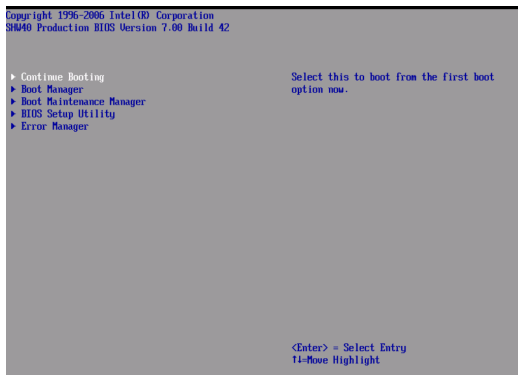 Copyright 1996-2006 Intel(R) Corporation
SHW40 Production BIOS Version 7.00 Build 42
▶ Continue Booting
▶ Boot Manager
▶ Boot Maintenance Manager
▶ BIOS Setup Utility
▶ Error Manager
Select this to boot from the first boot
option now.
<Enter> = Select Entry
↑↓=Move Highlight